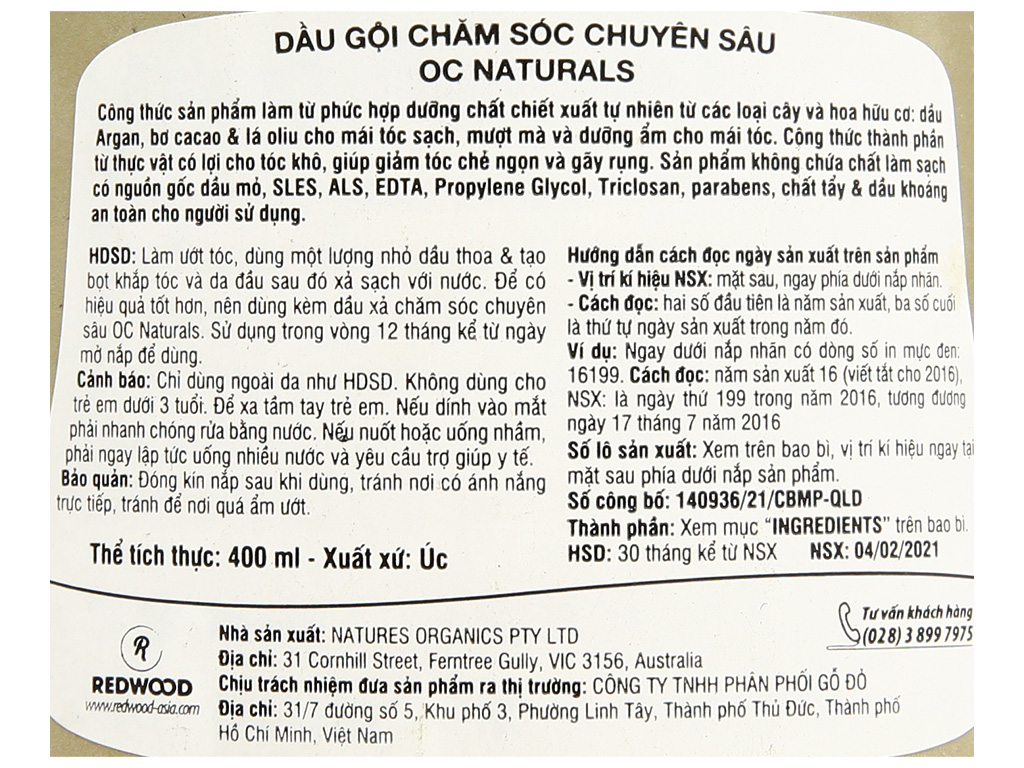 DẦU GỘI CHĂM SÓC CHUYÊN SÂU
OC NATURALS
Công thức sản phẩm làm từ phức hợp dưỡng chất chiết xuất tự nhiên từ các loại cây và hoa hữu cơ: dầu
Argan, bơ cacao & lá oliu cho mái tóc sạch, mượt mà và dưỡng ẩm cho mái tóc. Công thức thành phần
từ thực vật có lợi cho tóc khô, giúp giảm tóc chẻ ngọn và gãy rụng. Sản phẩm không chứa chất làm sạch
có nguồn gốc dầu mỏ, SLES, ALS, EDTA, Propylene Glycol, Triclosan, parabens, chất tẩy & dầu khoáng
an toàn cho người sử dụng.
HDSD: Làm ướt tóc, dùng một lượng nhỏ dầu thoa & tạo
bọt khắp tóc và da đầu sau đó xả sạch với nước. Để có
hiệu quả tốt hơn, nên dùng kèm dầu xả chăm sóc chuyên
sâu OC Naturals. Sử dụng trong vòng 12 tháng kể từ ngày
mở nắp để dùng.
Cảnh báo: Chỉ dùng ngoài da như HDSD. Không dùng cho
trẻ em dưới 3 tuổi. Để xa tầm tay trẻ em. Nếu dính vào mắt
phải nhanh chóng rửa bằng nước. Nếu nuốt hoặc uống nhầm,
phải ngay lập tức uống nhiều nước và yêu cầu trợ giúp y tế.
Bảo quản: Đóng kín nắp sau khi dùng, tránh nơi có ánh nắng
trực tiếp, tránh để nơi quá ẩm ướt.
Thể tích thực: 400 ml - Xuất xứ: Úc
Hướng dẫn cách đọc ngày sản xuất trên sản phẩm
- Vị trí kí hiệu NSX: mặt sau, ngay phía dưới nắp nhãn.
- Cách đọc: hai số đầu tiên là năm sản xuất, ba số cuối
là thứ tự ngày sản xuất trong năm đó.
Ví dụ: Ngay dưới nắp nhãn có dòng số in mực đen:
16199. Cách đọc: năm sản xuất 16 (viết tắt cho 2016),
NSX: là ngày thứ 199 trong năm 2016, tương đương
ngày 17 tháng 7 năm 2016
Số lô sản xuất: Xem trên bao bì, vị trí kí hiệu ngay tại
mặt sau phía dưới nắp sản phẩm.
Số công bố: 140936/21/CBMP-QLD
Thành phần: Xem mục "INGREDIENTS" trên bao bì.
HSD: 30 tháng kể từ NSX NSX: 04/02/2021
Tư vấn khách hàng
(028) 3 899 7975
R
REDWOOD
www.redwood-asia.com
Nhà sản xuất: NATURES ORGANICS PTY LTD
Địa chỉ: 31 Cornhill Street, Ferntree Gully, VIC 3156, Australia
Chịu trách nhiệm đưa sản phẩm ra thị trường: CÔNG TY TNHH PHÂN PHỐI GỖ ĐỎ
Địa chỉ: 31/7 đường số 5, Khu phố 3, Phường Linh Tây, Thành phố Thủ Đức, Thành phố
Hồ Chí Minh, Việt Nam